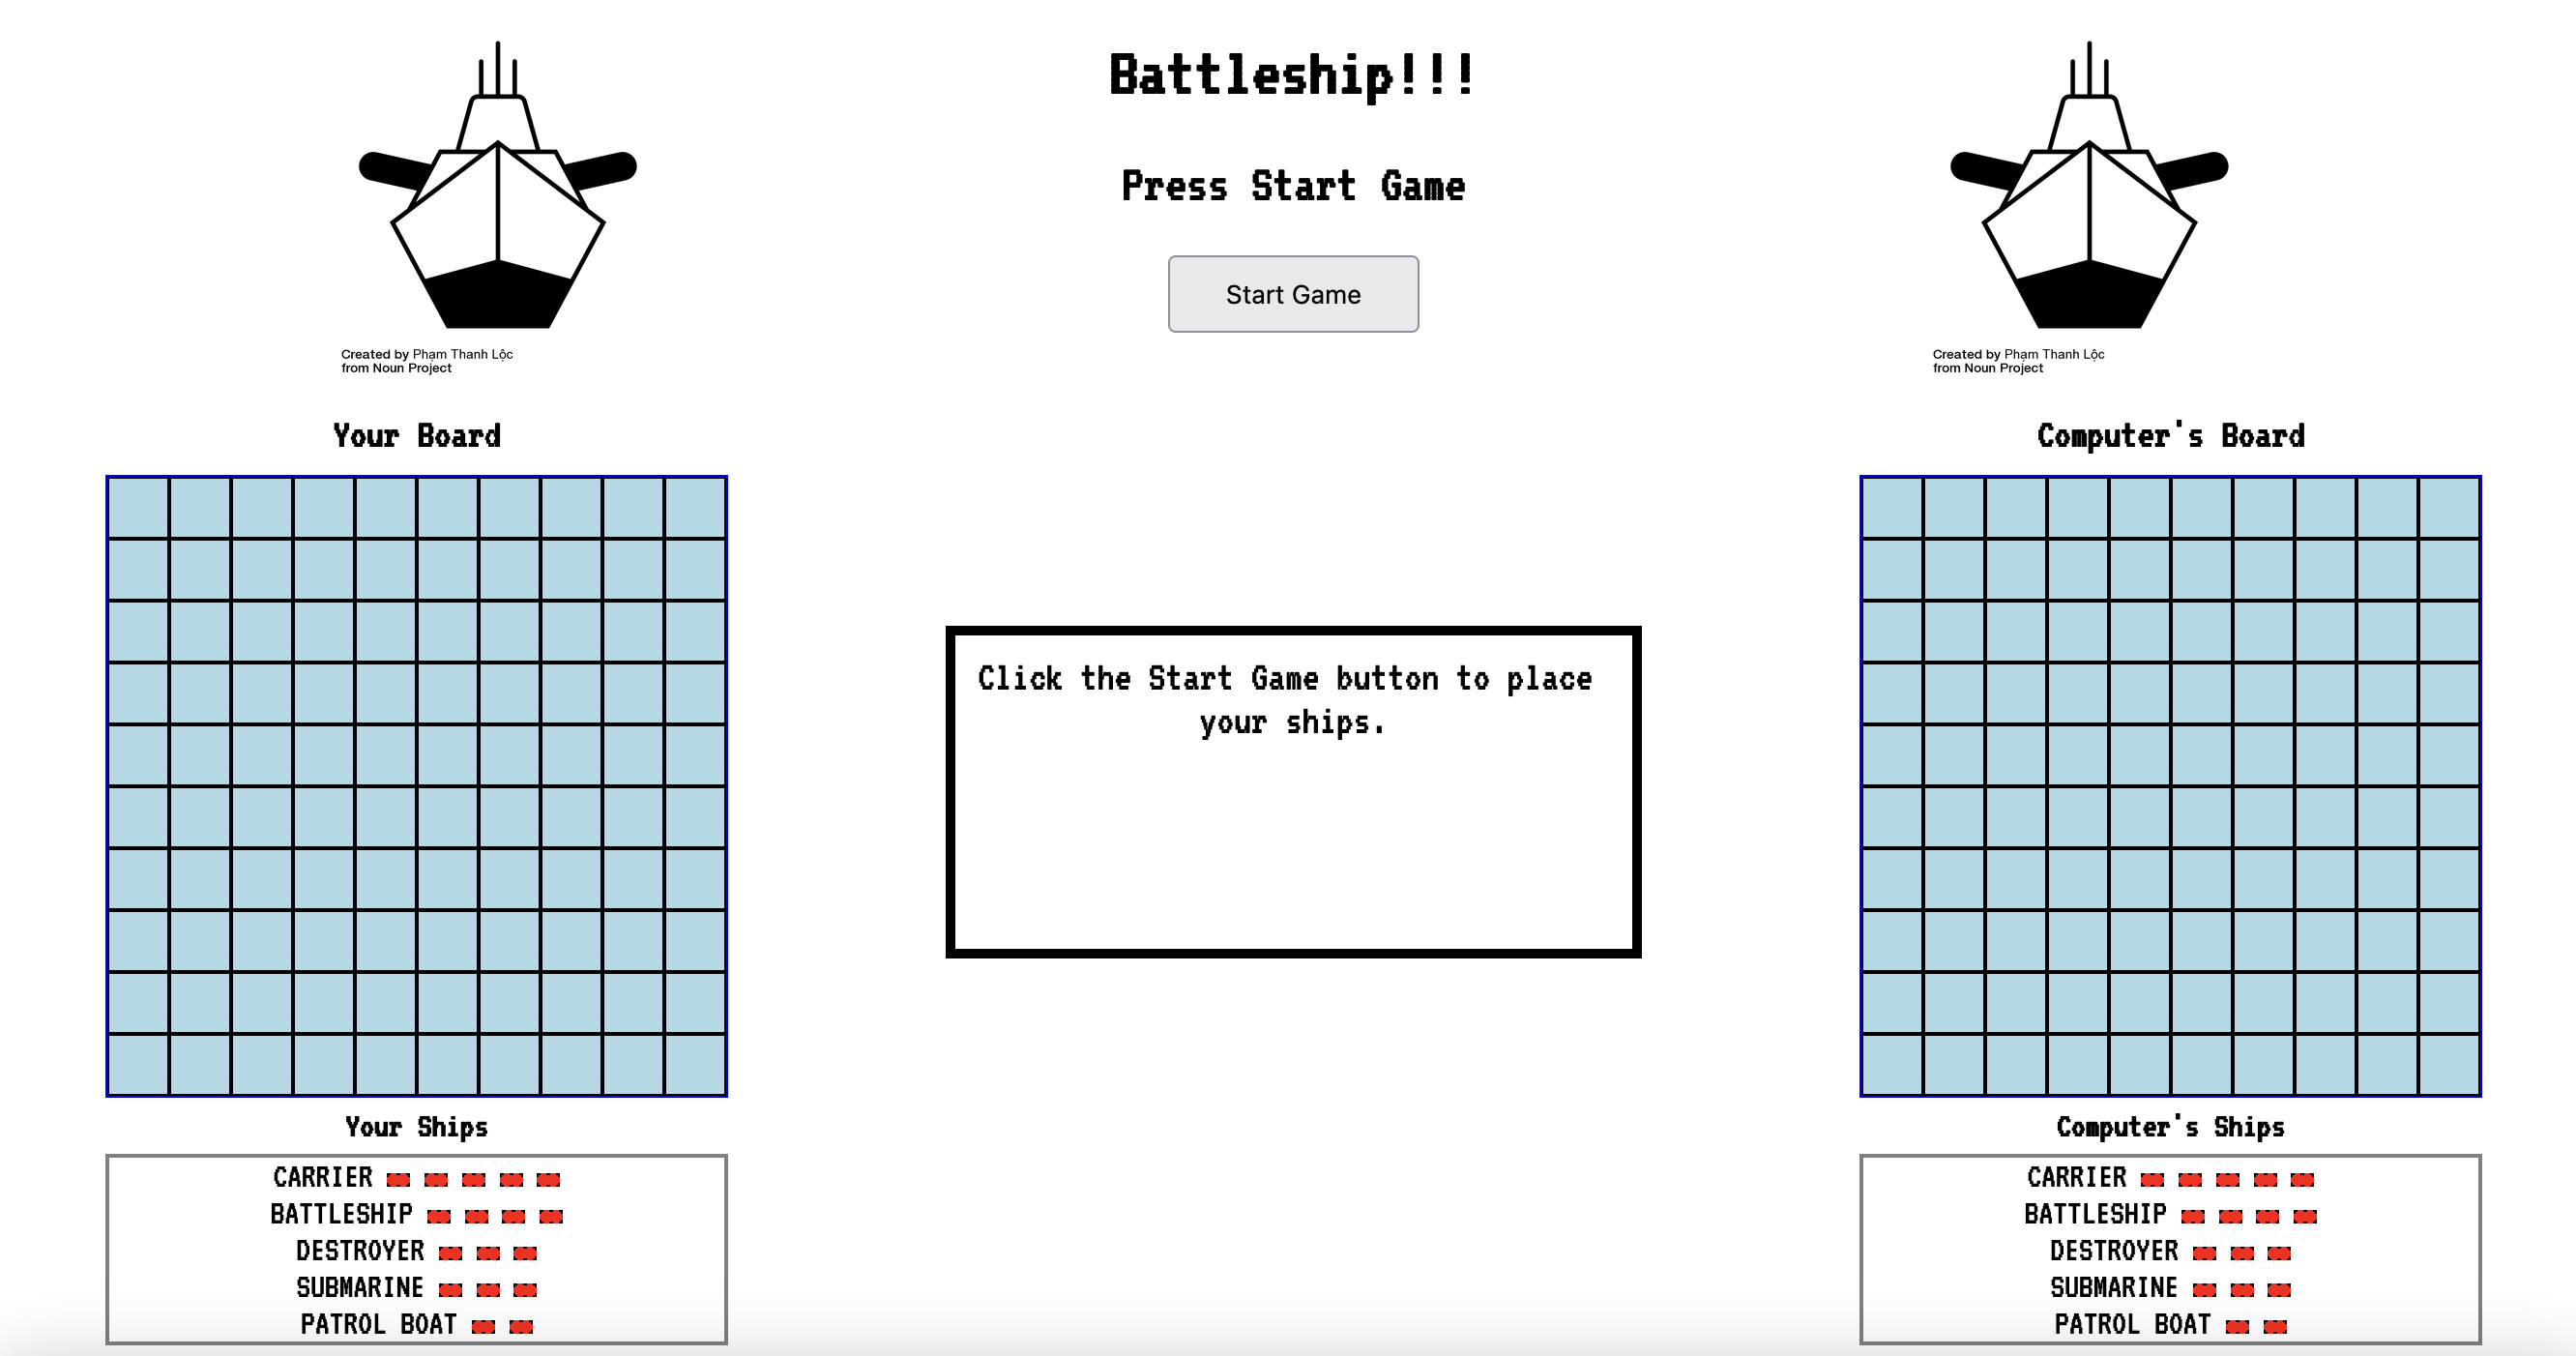 Battleship!!!
Press Start Game
Start Game
Created by Phạm Thanh Lộc
from Noun Project
Created by Phạm Thanh Lộc
from Noun Project
Your Board
Computer's Board
Click the Start Game button to place
your ships.
Your Ships
CARRIER
BATTLESHIP
DESTROYER
SUBMARINE
PATROL BOAT
Computer's Ships
CARRIER
BATTLESHIP
DESTROYER
SUBMARINE
PATROL BOAT